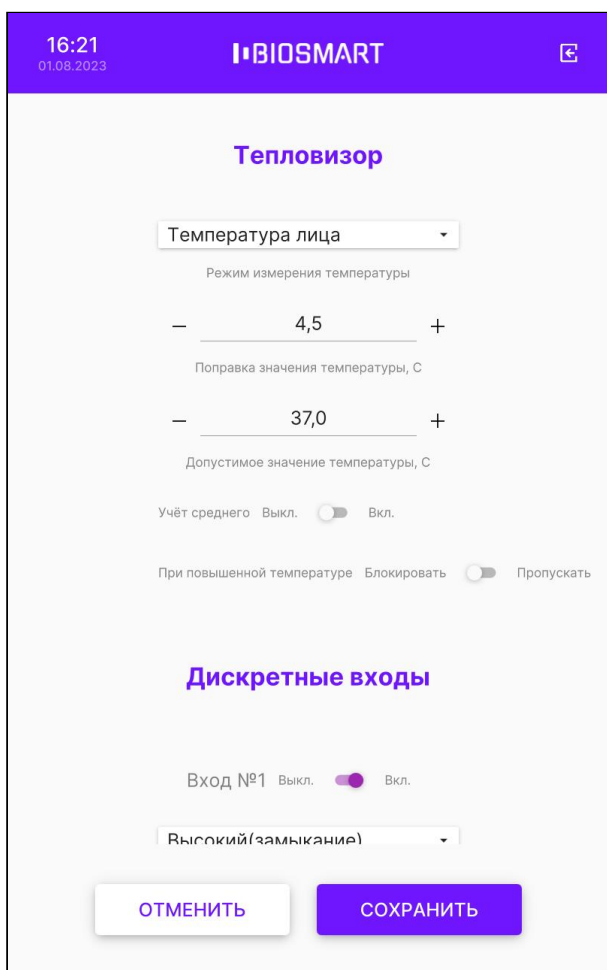 16:21
BIOSMART
01.08.2023
Тепловизор
Температура лица
Режим измерения температуры
− 4,5 +
Поправка значения температуры, С
− 37,0 +
Допустимое значение температуры, С
Учёт среднего Выкл. Вкл.
При повышенной температуре Блокировать Пропускать
Дискретные входы
Вход №1 Выкл. Вкл.
Высокий(замыкание)
ОТМЕНИТЬ СОХРАНИТЬ